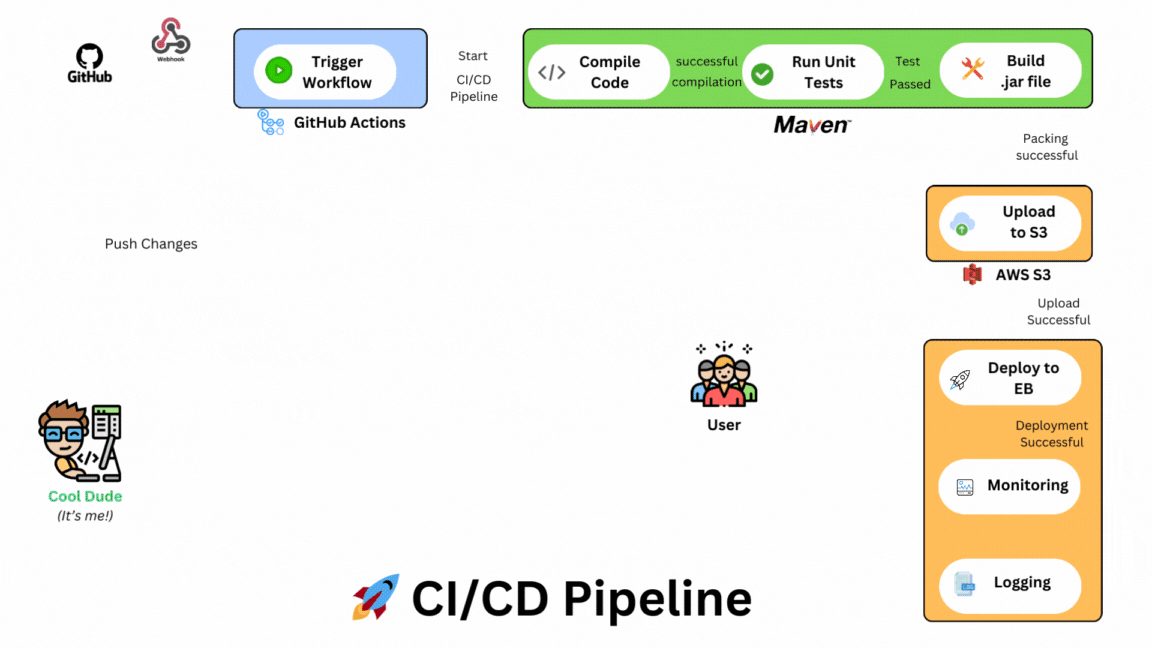 GitHub
Webhook
Trigger
Workflow
GitHub Actions
Start
CI/CD
Pipeline
Compile
Code
successful
compilation
Run Unit
Tests
Test
Passed
Build
.jar file
Maven™
Packing
successful
Push Changes
Upload
to S3
AWS S3
Upload
Successful
User
Deploy to
EB
Deployment
Successful
Monitoring
Cool Dude
(It's me!)
Logging
LOG
CI/CD Pipeline